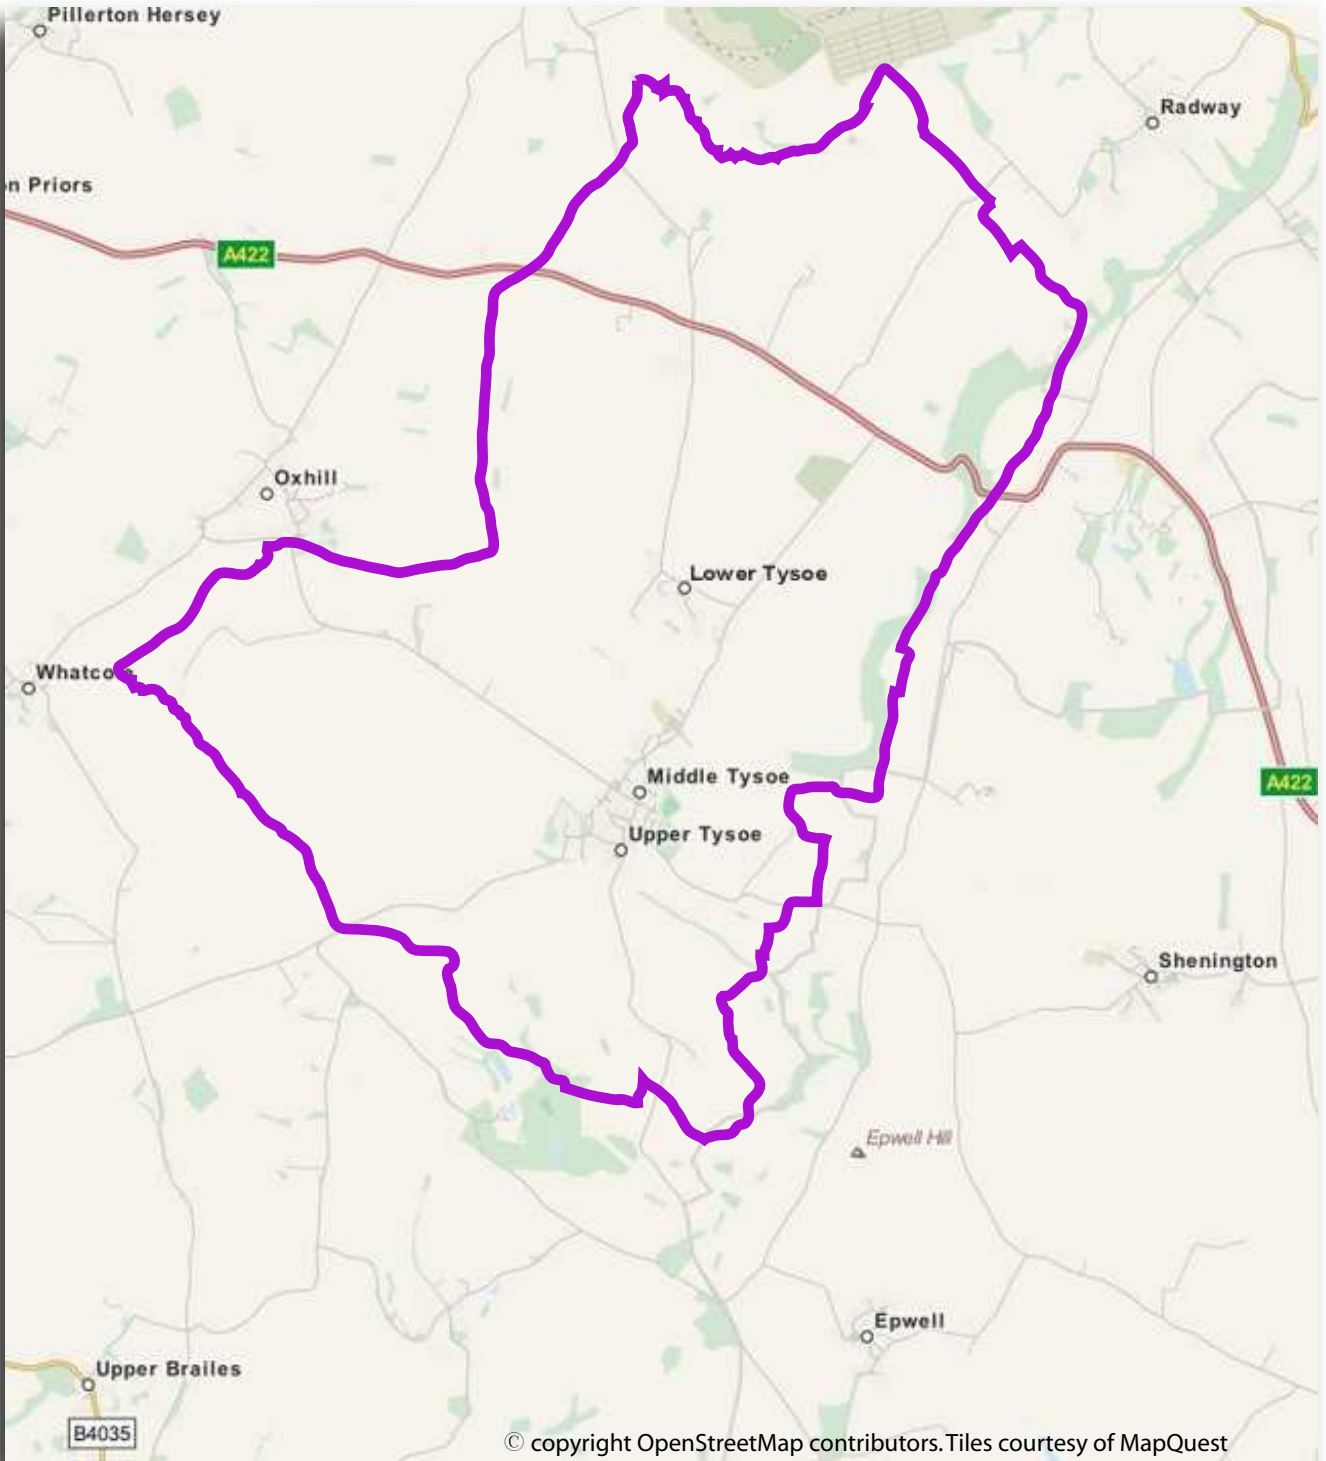 Pillerton Hersey
Radway
n Priors
A422
Oxhill
Lower Tysoe
Whatco
Middle Tysoe
A422
Upper Tysoe
Shenington
Epwell Hill
Epwell
Upper Brailes
B4035
© copyright OpenStreetMap contributors. Tiles courtesy of MapQuest